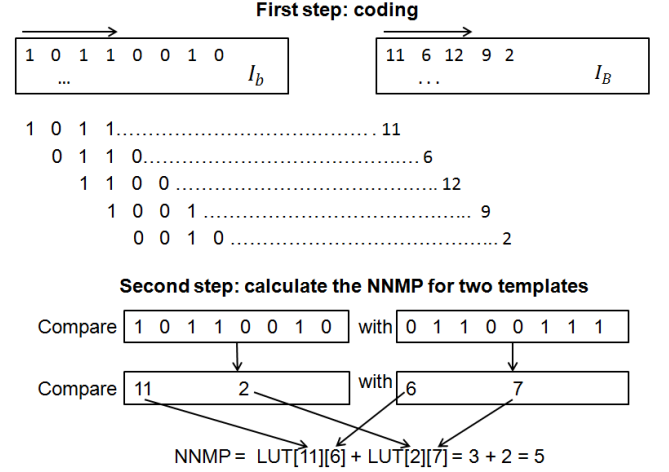 First step: coding
1 0 1 1 0 0 1 0
11 6 12 9 2
...
I_b
...
I_B
1 0 1 1 ................................................ 11
0 1 1 0 ................................................ 6
1 1 0 0 ............................................. 12
1 0 0 1 .............................................. 9
0 0 1 0 .............................................. 2
Second step: calculate the NNMP for two templates
Compare 1 0 1 1 0 0 1 0 with 0 1 1 0 0 1 1 1
Compare 11 2 with 6 7
NNMP = LUT[11][6] + LUT[2][7] = 3 + 2 = 5